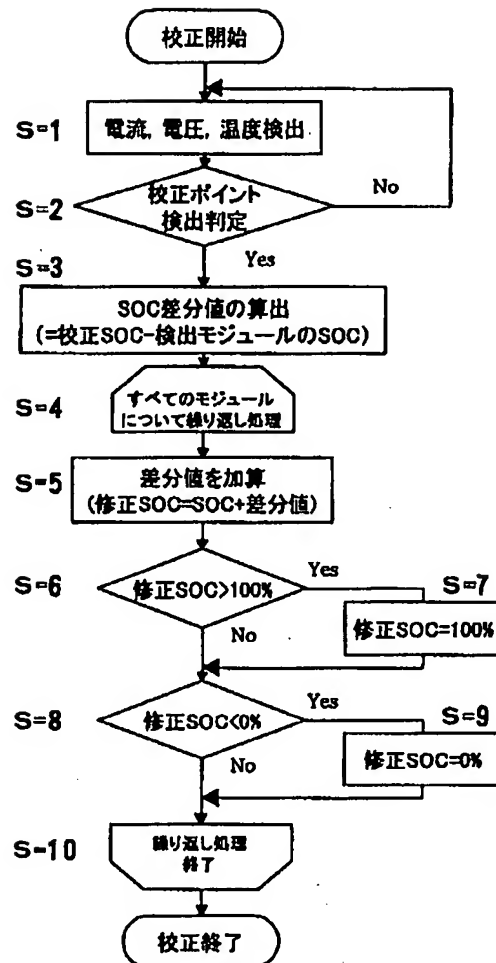 校正開始
S=1
電流, 電圧, 温度検出
S=2
校正ポイント
検出判定
No
Yes
S=3
SOC差分値の算出
(=校正SOC-検出モジュールのSOC)
S=4
すべてのモジュール
について繰り返し処理
S=5
差分値を加算
(修正SOC=SOC+差分値)
S=6
修正SOC>100%
Yes
No
S=7
修正SOC=100%
S=8
修正SOC<0%
Yes
No
S=9
修正SOC=0%
S=10
繰り返し処理
終了
校正終了